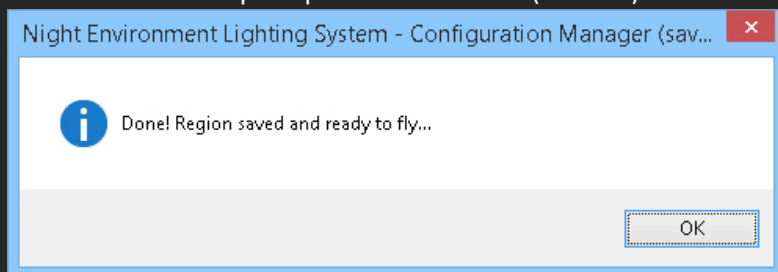 Night Environment Lighting System - Configuration Manager (sav...
Done! Region saved and ready to fly...
OK